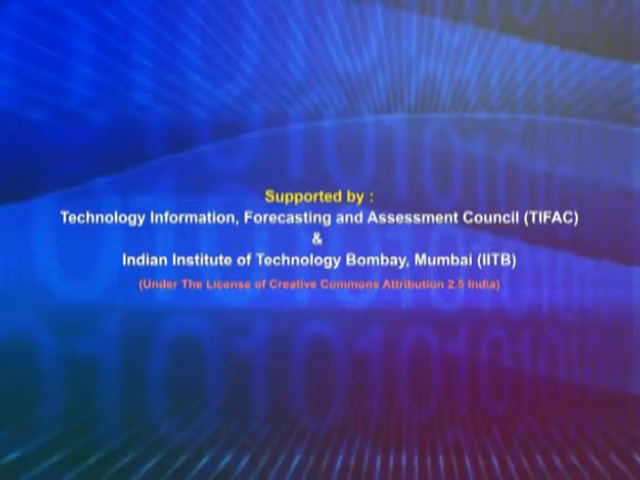 Supported by :
Technology Information, Forecasting and Assessment Council (TIFAC)
&
Indian Institute of Technology Bombay, Mumbai (IITB)
(Under The License of Creative Commons Attribution 2.5 India)